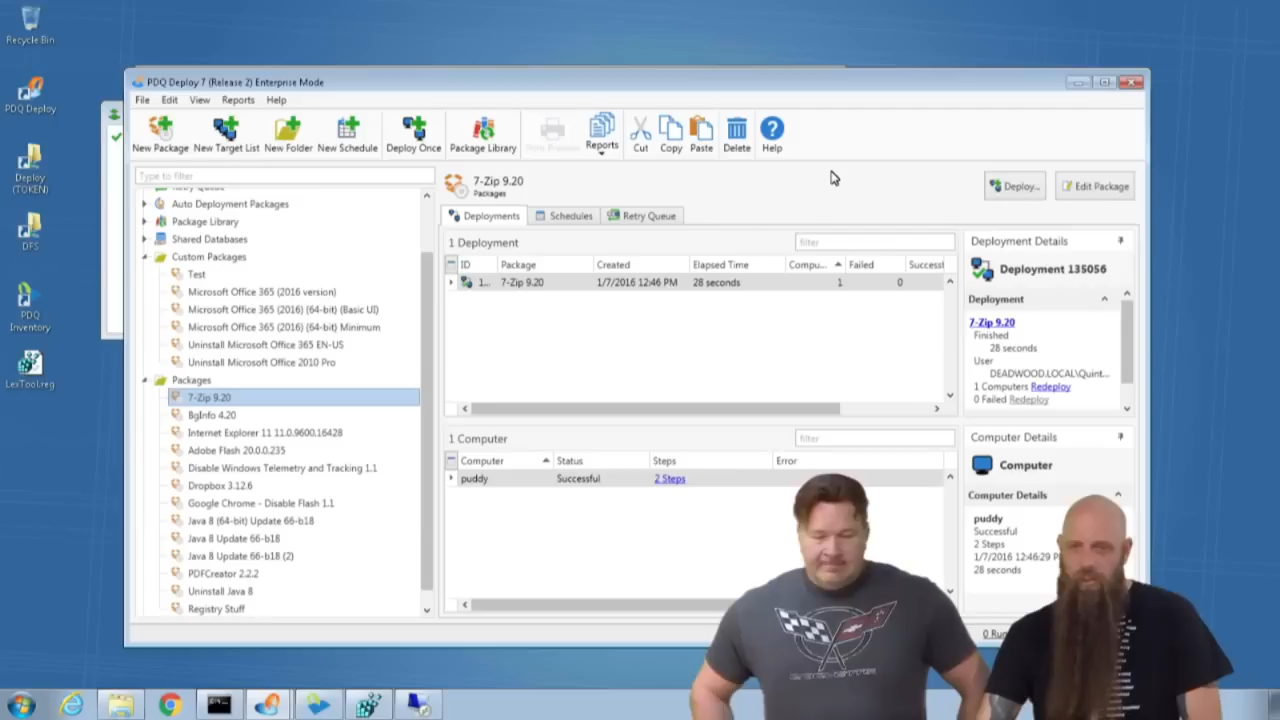 Recycle Bin
PDQ Deploy
Deploy
(TOKEN)
DFS
PDQ
Inventory
LexTool.reg
PDQ Deploy 7 (Release 2) Enterprise Mode
File Edit View Reports Help
New Package New Target List New Folder New Schedule Deploy Once Package Library Print Preview Reports Cut Copy Paste Delete Help
Type to filter
Retry Queue
Auto Deployment Packages
Package Library
Shared Databases
Custom Packages
Test
Microsoft Office 365 (2016 version)
Microsoft Office 365 (2016) (64-bit) (Basic UI)
Microsoft Office 365 (2016) (64-bit) Minimum
Uninstall Microsoft Office 365 EN-US
Uninstall Microsoft Office 2010 Pro
Packages
7-Zip 9.20
BgInfo 4.20
Internet Explorer 11 11.0.9600.16428
Adobe Flash 20.0.0.235
Disable Windows Telemetry and Tracking 1.1
Dropbox 3.12.6
Google Chrome - Disable Flash 1.1
Java 8 (64-bit) Update 66-b18
Java 8 Update 66-b18
Java 8 Update 66-b18 (2)
PDFCreator 2.2.2
Uninstall Java 8
Registry Stuff
7-Zip 9.20
Packages
Deploy... Edit Package
Deployments Schedules Retry Queue
1 Deployment filter
ID Package Created Elapsed Time Compu... Failed Successf
1... 7-Zip 9.20 1/7/2016 12:46 PM 28 seconds 1 0
1 Computer filter
Computer Status Steps Error
puddy Successful 2 Steps
Deployment Details
Deployment 135056
Deployment
7-Zip 9.20
Finished
28 seconds
User
DEADWOOD.LOCAL\Quint...
1 Computers Redeploy
0 Failed Redeploy
Computer Details
Computer
Computer Details
puddy
Successful
2 Steps
1/7/2016 12:46:29 P
28 seconds
0 Run
CORVETTE